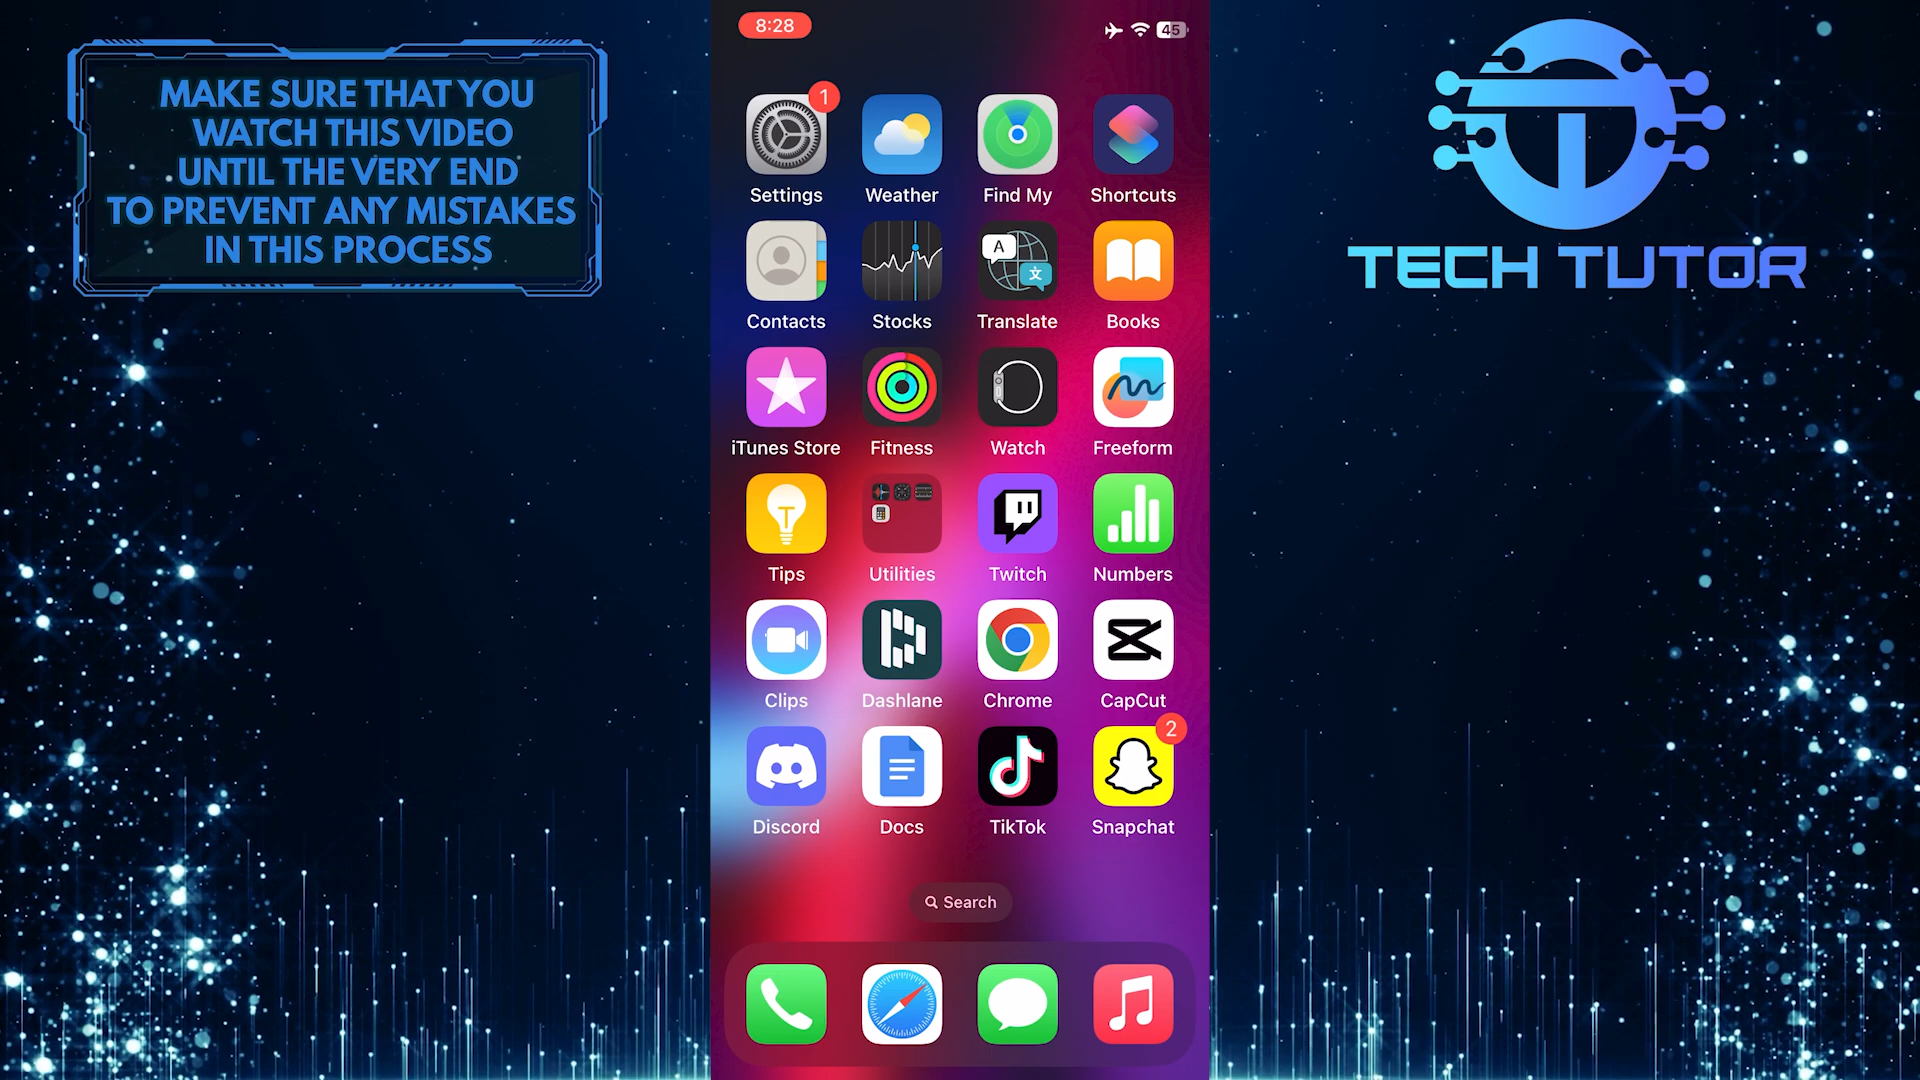 MAKE SURE THAT YOU
WATCH THIS VIDEO
UNTIL THE VERY END
TO PREVENT ANY MISTAKES
IN THIS PROCESS
8:28
45
1
Settings
Weather
Find My
Shortcuts
A
文
Contacts
Stocks
Translate
Books
iTunes Store
Fitness
Watch
Freeform
Tips
Utilities
Twitch
Numbers
Clips
Dashlane
Chrome
CapCut
2
Discord
Docs
TikTok
Snapchat
Search
TECH TUTOR